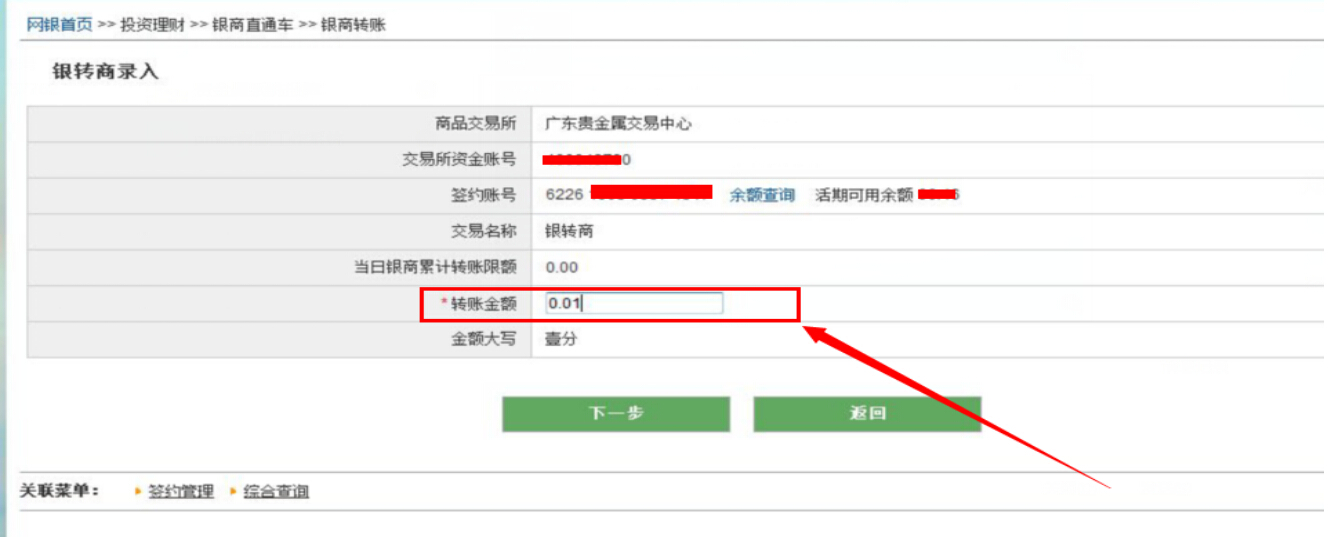 网银首页 >> 投资理财 >> 银商直通车 >> 银商转账
银转商录入
商品交易所 广东贵金属交易中心
交易所资金账号 0
签约账号 6226 余额查询 活期可用余额
交易名称 银转商
当日银商累计转账限额 0.00
*转账金额 0.01
金额大写 壹分
下一步 返回
关联菜单： 签约管理 综合查询